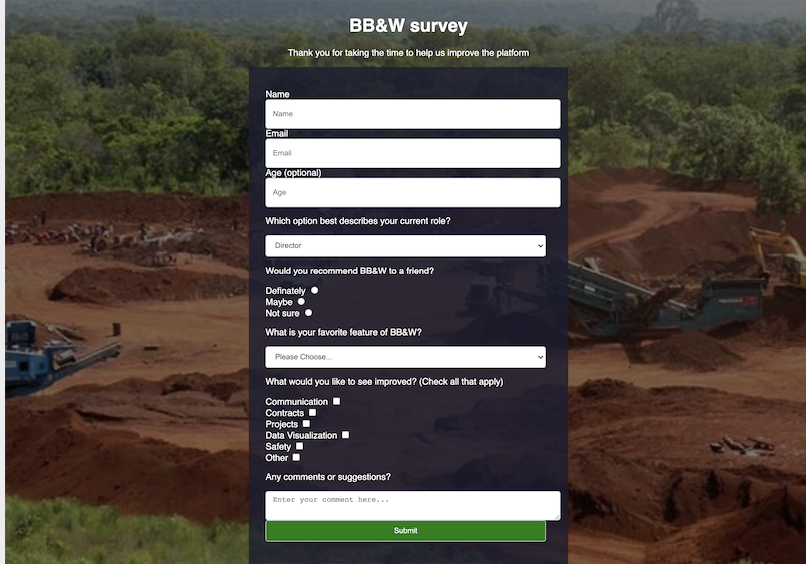 BB&W survey
Thank you for taking the time to help us improve the platform
Name
Name
Email
Email
Age (optional)
Age
Which option best describes your current role?
Director
Would you recommend BB&W to a friend?
Definately
Maybe
Not sure
What is your favorite feature of BB&W?
Please Choose...
What would you like to see improved? (Check all that apply)
Communication
Contracts
Projects
Data Visualization
Safety
Other
Any comments or suggestions?
Enter your comment here...
Submit